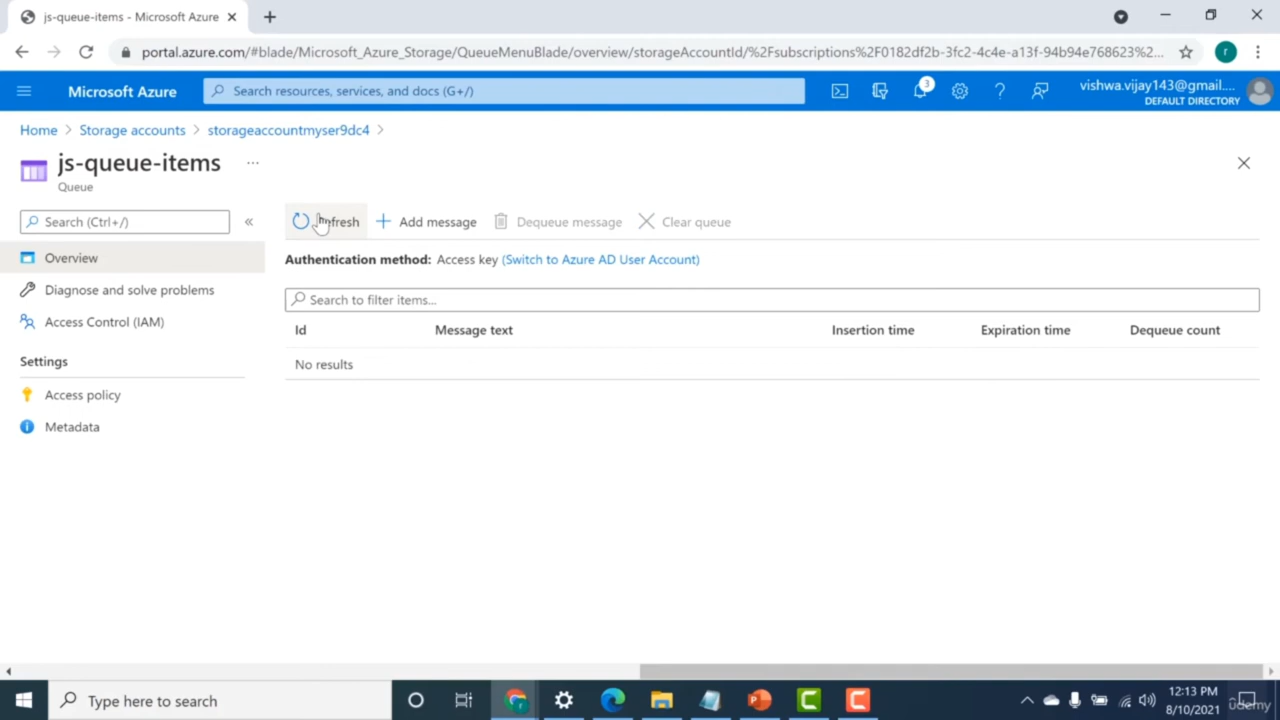 js-queue-items - Microsoft Azure
portal.azure.com/#blade/Microsoft_Azure_Storage/QueueMenuBlade/overview/storageAccountId/%2Fsubscriptions%2F0182df2b-3fc2-4c4e-a13f-94b94e768623%2...
r
Microsoft Azure
Search resources, services, and docs (G+/)
3
vishwa.vijay143@gmail....
DEFAULT DIRECTORY
Home > Storage accounts > storageaccountmyser9dc4 >
js-queue-items ...
Queue
Search (Ctrl+/)
«
Refresh
Add message
Dequeue message
Clear queue
Overview
Authentication method: Access key (Switch to Azure AD User Account)
Diagnose and solve problems
Search to filter items...
Access Control (IAM)
Id Message text Insertion time Expiration time Dequeue count
Settings
No results
Access policy
Metadata
Type here to search
12:13 PM
8/10/2021
udemy